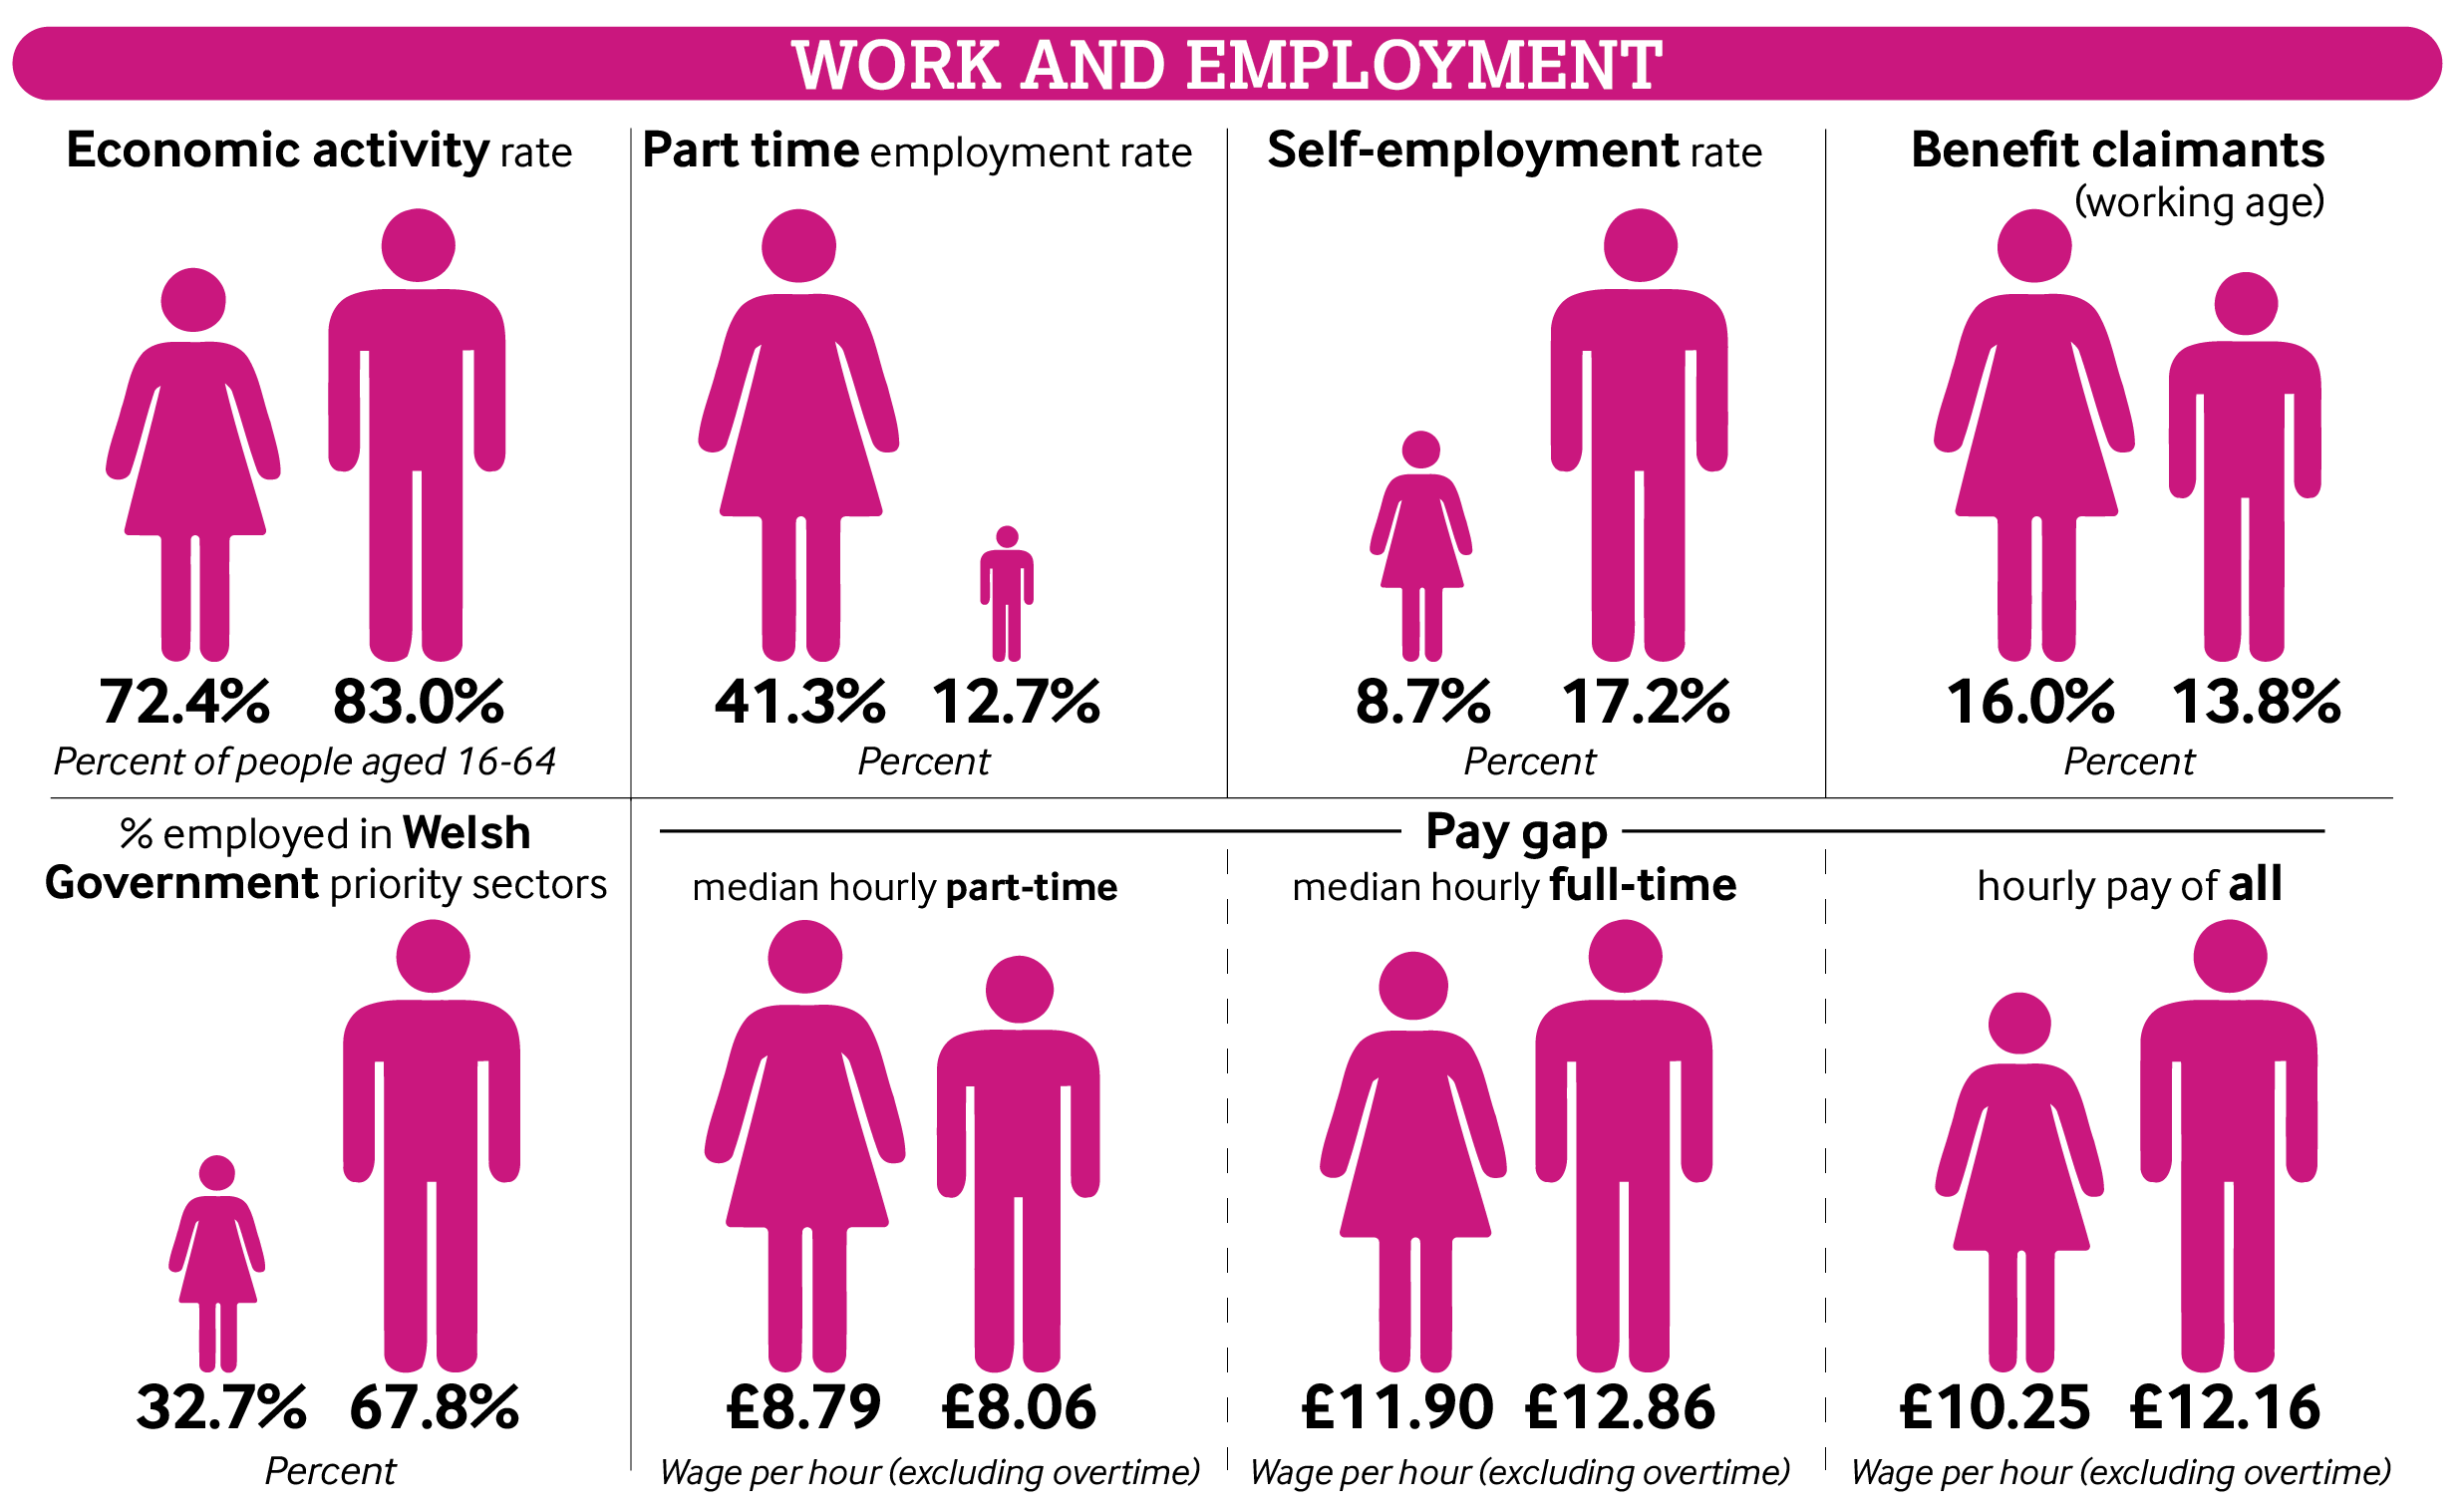 WORK AND EMPLOYMENT
Economic activity rate
72.4% 83.0%
Percent of people aged 16-64
Part time employment rate
41.3% 12.7%
Percent
Self-employment rate
8.7% 17.2%
Percent
Benefit claimants
(working age)
16.0% 13.8%
Percent
% employed in Welsh
Government priority sectors
32.7% 67.8%
Percent
Pay gap
median hourly part-time
£8.79 £8.06
Wage per hour (excluding overtime)
median hourly full-time
£11.90 £12.86
Wage per hour (excluding overtime)
hourly pay of all
£10.25 £12.16
Wage per hour (excluding overtime)